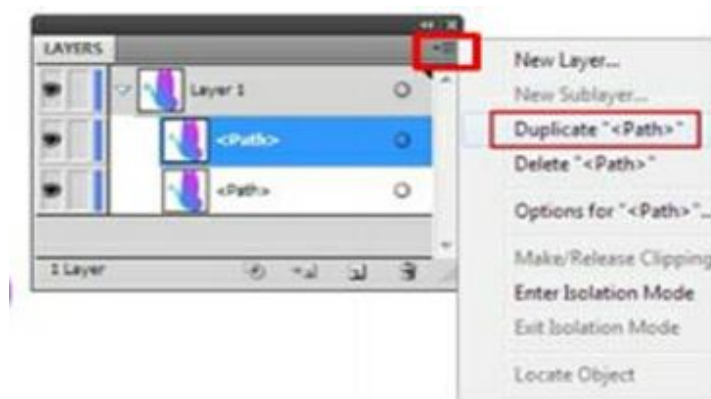 LAYERS
Layer 1
<Path>
<Path>
1 Layer
New Layer...
New Sublayer...
Duplicate "<Path>"
Delete "<Path>"
Options for "<Path>"...
Make/Release Clipping
Enter Isolation Mode
Exit Isolation Mode
Locate Object